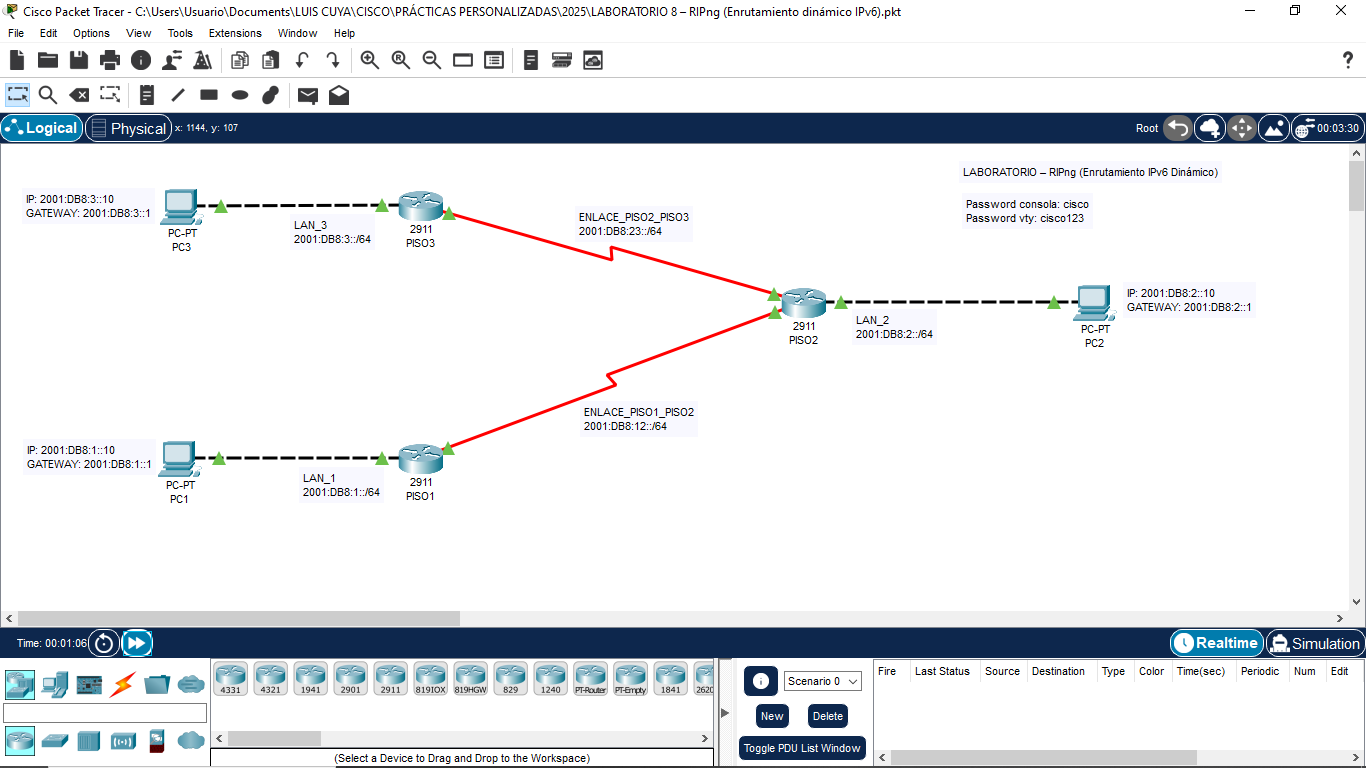 Cisco Packet Tracer - C:\Users\Usuario\Documents\LUIS CUYA\CISCO\PRÁCTICAS PERSONALIZADAS\2025\LABORATORIO 8 – RIPng (Enrutamiento dinámico IPv6).pkt
File Edit Options View Tools Extensions Window Help
Logical Physical x: 1144, y: 107 Root 00:03:30
LABORATORIO – RIPng (Enrutamiento IPv6 Dinámico)
Password consola: cisco
Password vty: cisco123
IP: 2001:DB8:3::10
GATEWAY: 2001:DB8:3::1
PC-PT
PC3
LAN_3
2001:DB8:3::/64
2911
PISO3
ENLACE_PISO2_PISO3
2001:DB8:23::/64
2911
PISO2
LAN_2
2001:DB8:2::/64
IP: 2001:DB8:2::10
GATEWAY: 2001:DB8:2::1
PC-PT
PC2
ENLACE_PISO1_PISO2
2001:DB8:12::/64
IP: 2001:DB8:1::10
GATEWAY: 2001:DB8:1::1
PC-PT
PC1
LAN_1
2001:DB8:1::/64
2911
PISO1
Time: 00:01:06 Realtime Simulation
4331 4321 1941 2901 2911 819IOX 819HGW 829 1240 PT-Router PT-Empty 1841 2620
(Select a Device to Drag and Drop to the Workspace)
Scenario 0
New Delete
Toggle PDU List Window
Fire Last Status Source Destination Type Color Time(sec) Periodic Num Edit